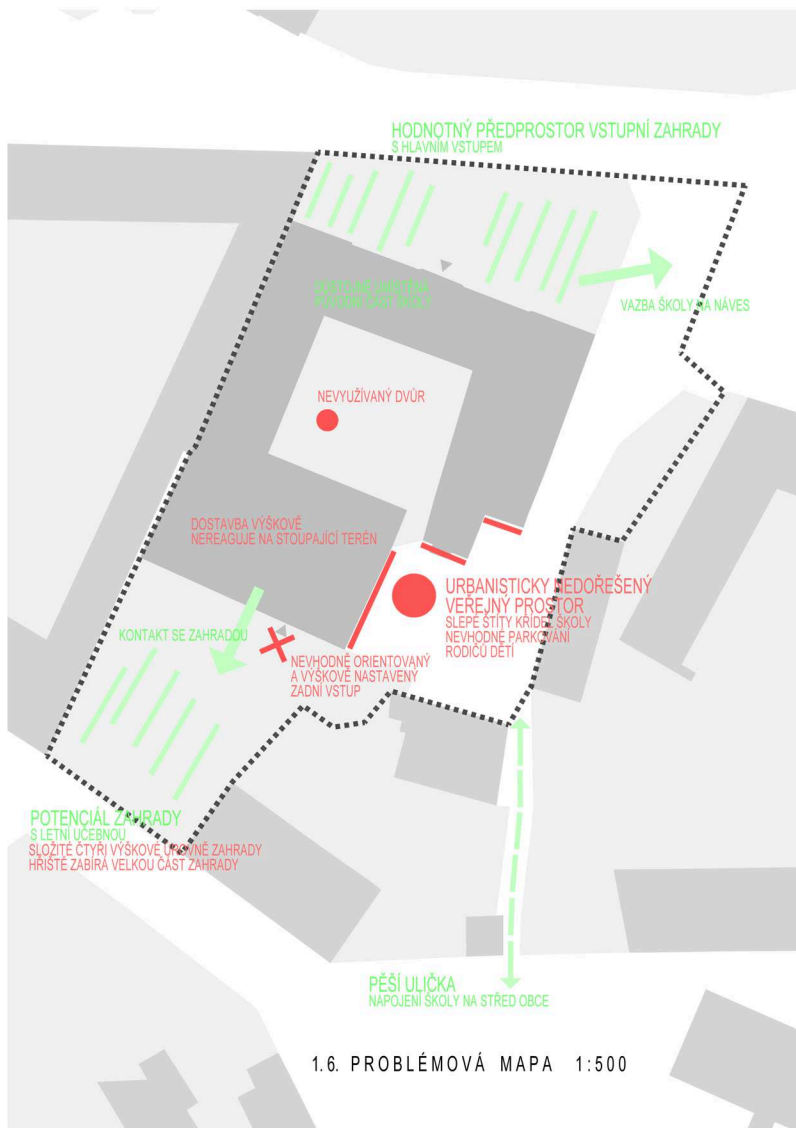 HODNOTNÝ PŘEDPROSTOR VSTUPNÍ ZAHRADY
S HLAVNÍM VSTUPEM
VAZBA ŠKOLY NA NÁVES
NEVYUŽÍVANÝ DVŮR
DOSTAVBA VÝŠKOVĚ
NEREAGUJE NA STOUPAJÍCÍ TERÉN
URBANISTICKY NEDOŘEŠENÝ
VEŘEJNÝ PROSTOR
SLEPÉ ŠTÍTY KŘÍDEL ŠKOLY
NEVHODNÉ PARKOVÁNÍ
RODIČŮ DĚTÍ
KONTAKT SE ZAHRADOU
NEVHODNĚ ORIENTOVANÝ
A VÝŠKOVĚ NASTAVENÝ
ZADNÍ VSTUP
POTENCIÁL ZAHRADY
S LETNÍ UČEBNOU
SLOŽITÉ ČTYŘI VÝŠKOVÉ ÚROVNĚ ZAHRADY
HŘIŠTĚ ZABÍRÁ VELKOU ČÁST ZAHRADY
PĚŠÍ ULIČKA
NAPOJENÍ ŠKOLY NA STŘED OBCE
1.6. PROBLÉMOVÁ MAPA 1:500